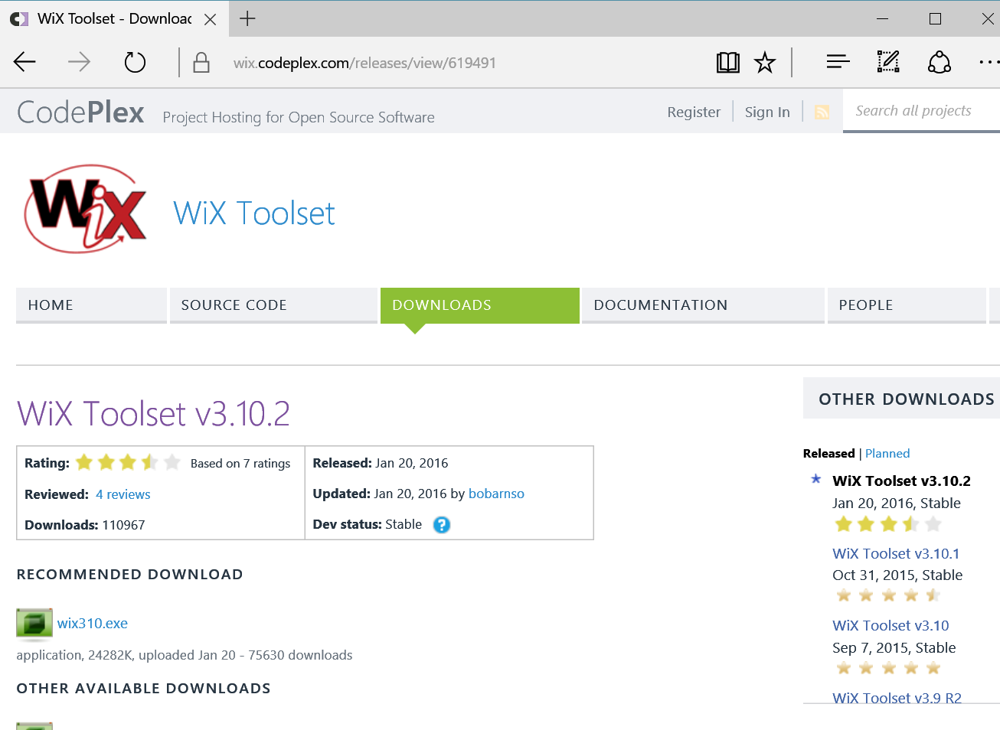 WiX Toolset - Downloac
wix.codeplex.com/releases/view/619491
CodePlex Project Hosting for Open Source Software
Register
Sign In
Search all projects
WiX
WiX Toolset
HOME
SOURCE CODE
DOWNLOADS
DOCUMENTATION
PEOPLE
WiX Toolset v3.10.2
Rating: Based on 7 ratings
Reviewed: 4 reviews
Downloads: 110967
Released: Jan 20, 2016
Updated: Jan 20, 2016 by bobarnso
Dev status: Stable ?
RECOMMENDED DOWNLOAD
wix310.exe
application, 24282K, uploaded Jan 20 - 75630 downloads
OTHER AVAILABLE DOWNLOADS
OTHER DOWNLOADS
Released | Planned
WiX Toolset v3.10.2
Jan 20, 2016, Stable
WiX Toolset v3.10.1
Oct 31, 2015, Stable
WiX Toolset v3.10
Sep 7, 2015, Stable
WiX Toolset v3.9 R2